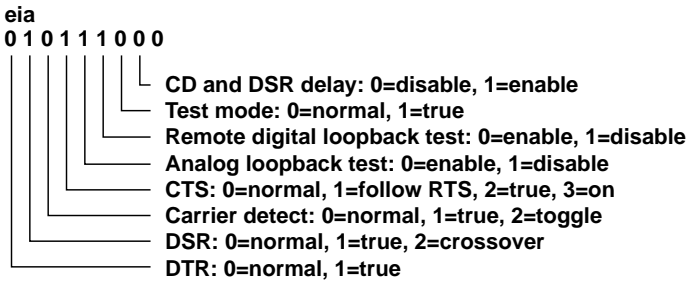 eia
0 1 0 1 1 1 0 0 0
CD and DSR delay: 0=disable, 1=enable
Test mode: 0=normal, 1=true
Remote digital loopback test: 0=enable, 1=disable
Analog loopback test: 0=enable, 1=disable
CTS: 0=normal, 1=follow RTS, 2=true, 3=on
Carrier detect: 0=normal, 1=true, 2=toggle
DSR: 0=normal, 1=true, 2=crossover
DTR: 0=normal, 1=true